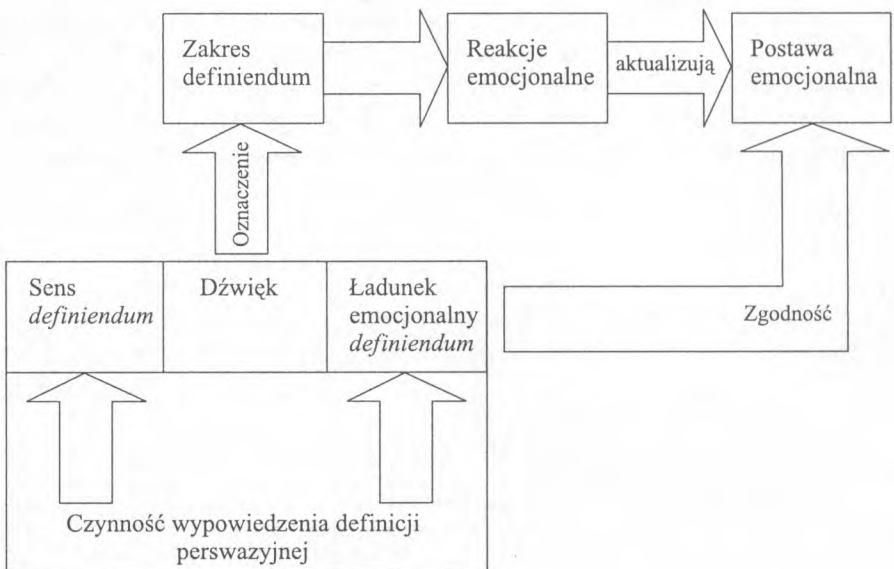 Zakres
definiendum
Reakcje
emocjonalne
aktualizują
Postawa
emocjonalna
Oznaczenie
Sens
definiendum
Dźwięk
Ładunek
emocjonalny
definiendum
Zgodność
Czynność wypowiedzenia definicji
perswazyjnej